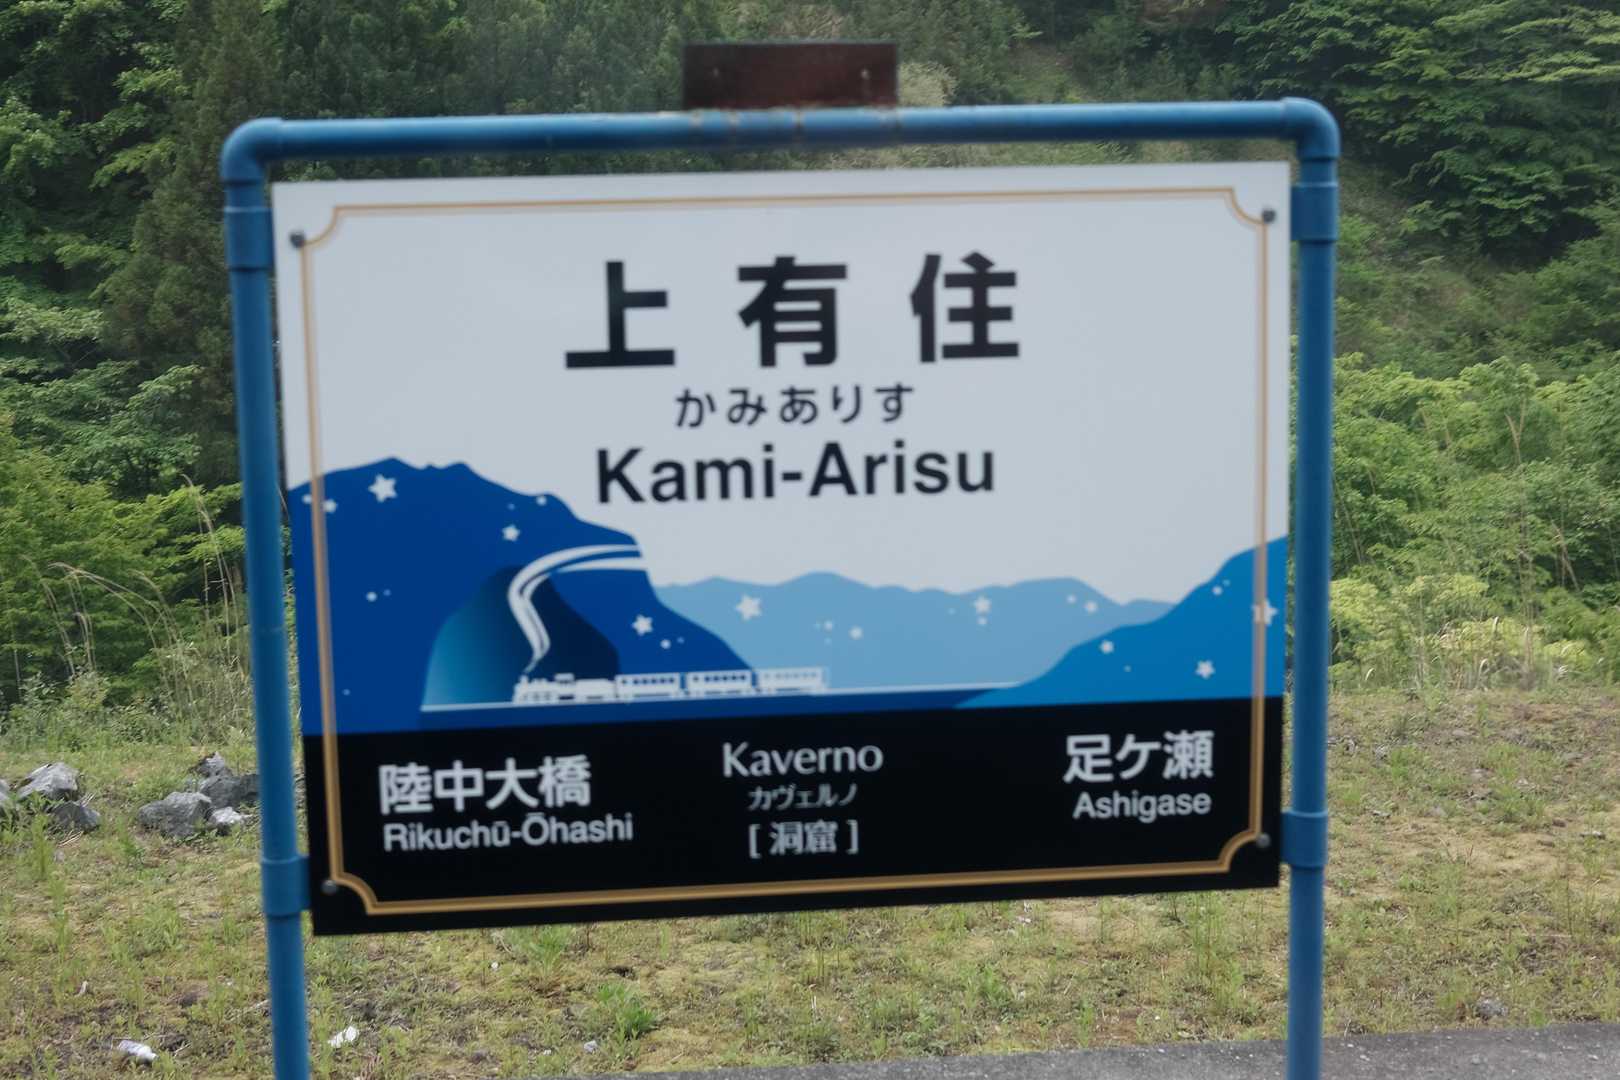 上有住
かみありす
Kami-Arisu
陸中大橋
Rikuchū-Ōhashi
Kaverno
カヴェルノ
[洞窟]
足ケ瀬
Ashigase